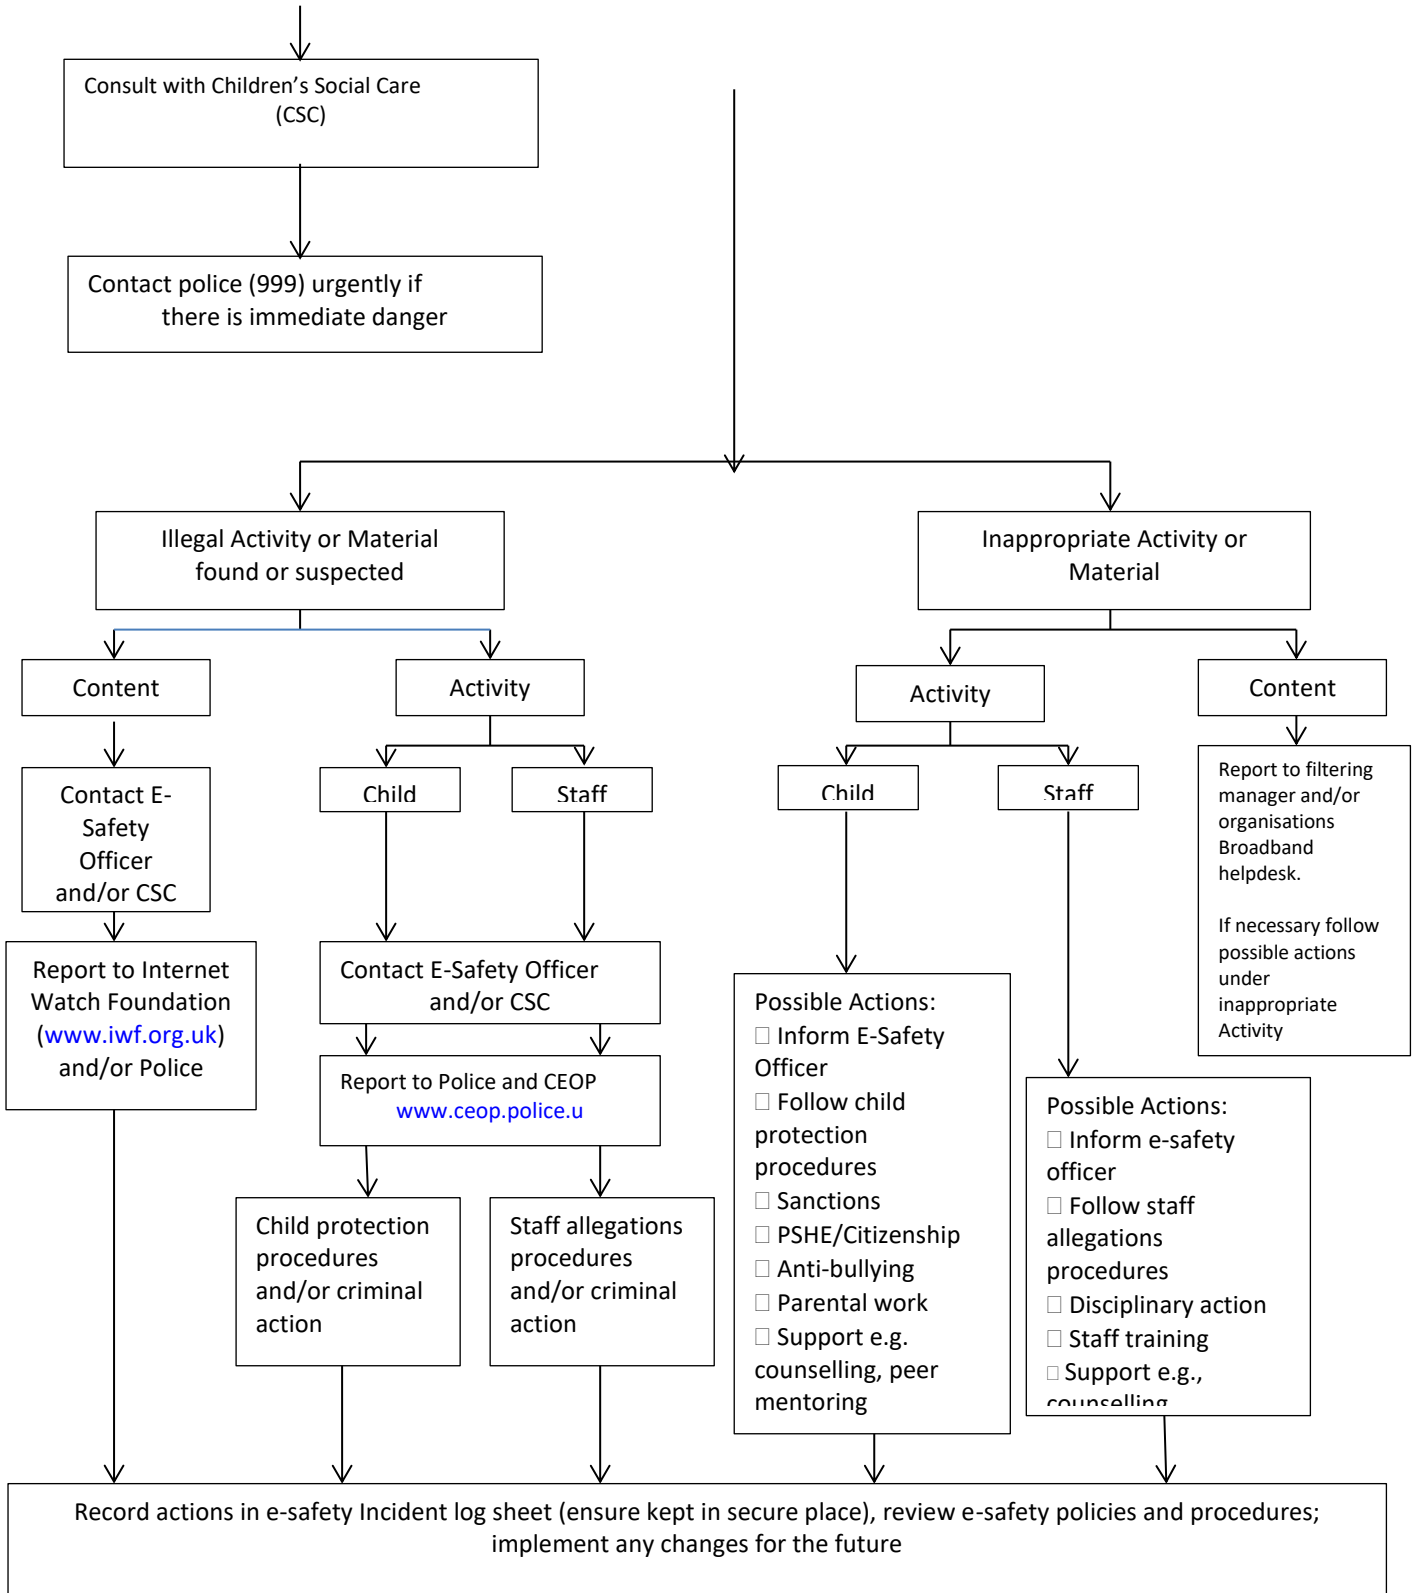 Consult with Children’s Social Care
(CSC)
Contact police (999) urgently if
there is immediate danger
Illegal Activity or Material
found or suspected
Inappropriate Activity or
Material
Content
Activity
Activity
Content
Child
Staff
Child
Staff
Contact E-
Safety
Officer
and/or CSC
Report to filtering
manager and/or
organisations
Broadband
helpdesk.
If necessary follow
possible actions
under
inappropriate
Activity
Report to Internet
Watch Foundation
(www.iwf.org.uk)
and/or Police
Contact E-Safety Officer
and/or CSC
Report to Police and CEOP
www.ceop.police.u
Child protection
procedures
and/or criminal
action
Staff allegations
procedures
and/or criminal
action
Possible Actions:
□ Inform E-Safety
Officer
□ Follow child
protection
procedures
□ Sanctions
□ PSHE/Citizenship
□ Anti-bullying
□ Parental work
□ Support e.g.
counselling, peer
mentoring
Possible Actions:
□ Inform e-safety
officer
□ Follow staff
allegations
procedures
□ Disciplinary action
□ Staff training
□ Support e.g.,
counselling
Record actions in e-safety Incident log sheet (ensure kept in secure place), review e-safety policies and procedures;
implement any changes for the future